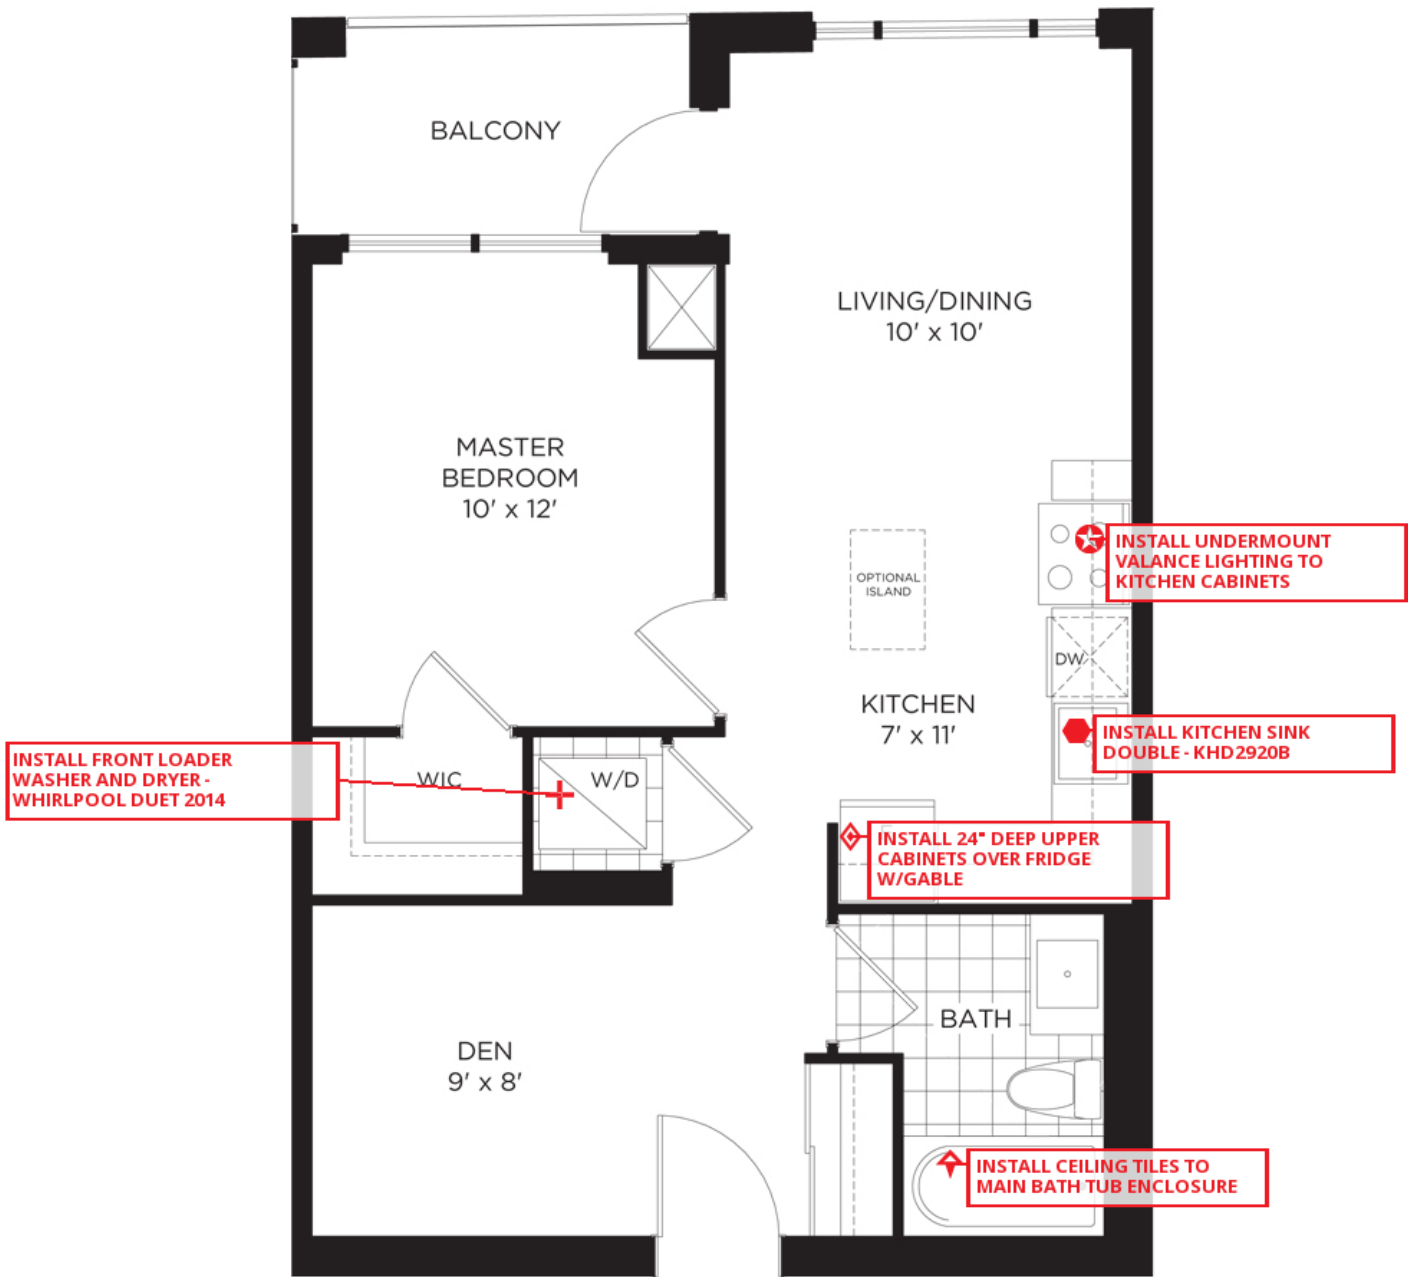 BALCONY
LIVING/DINING
10' x 10'
MASTER
BEDROOM
10' x 12'
INSTALL UNDERMOUNT
VALANCE LIGHTING TO
KITCHEN CABINETS
OPTIONAL
ISLAND
DW
KITCHEN
7' x 11'
INSTALL KITCHEN SINK
DOUBLE - KHD2920B
INSTALL FRONT LOADER
WASHER AND DRYER -
WHIRLPOOL DUET 2014
WIC
W/D
INSTALL 24" DEEP UPPER
CABINETS OVER FRIDGE
W/GABLE
BATH
DEN
9' x 8'
INSTALL CEILING TILES TO
MAIN BATH TUB ENCLOSURE